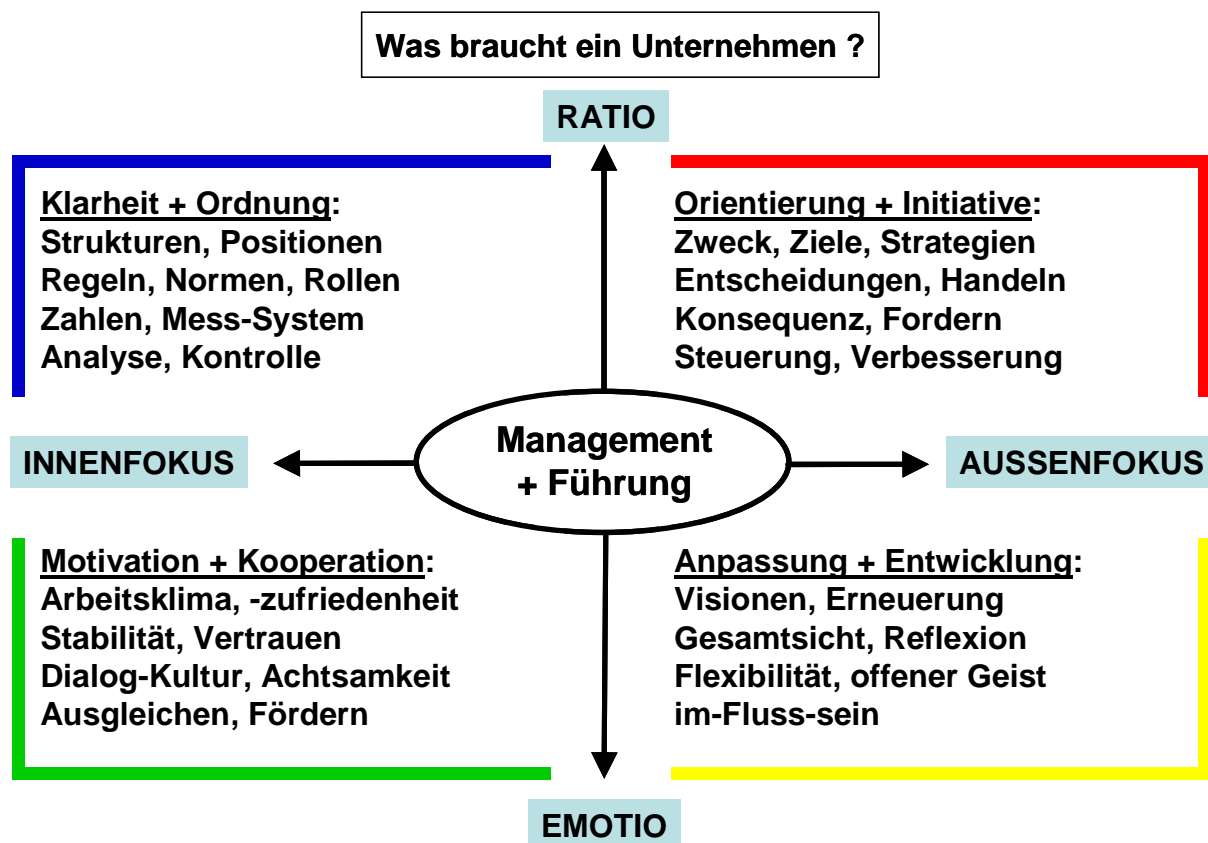 Was braucht ein Unternehmen ?
RATIO
Klarheit + Ordnung:
Strukturen, Positionen
Regeln, Normen, Rollen
Zahlen, Mess-System
Analyse, Kontrolle
Orientierung + Initiative:
Zweck, Ziele, Strategien
Entscheidungen, Handeln
Konsequenz, Fordern
Steuerung, Verbesserung
INNENFOKUS
Management
+ Führung
AUSSENFOKUS
Motivation + Kooperation:
Arbeitsklima, -zufriedenheit
Stabilität, Vertrauen
Dialog-Kultur, Achtsamkeit
Ausgleichen, Fördern
Anpassung + Entwicklung:
Visionen, Erneuerung
Gesamtsicht, Reflexion
Flexibilität, offener Geist
im-Fluss-sein
EMOTIO